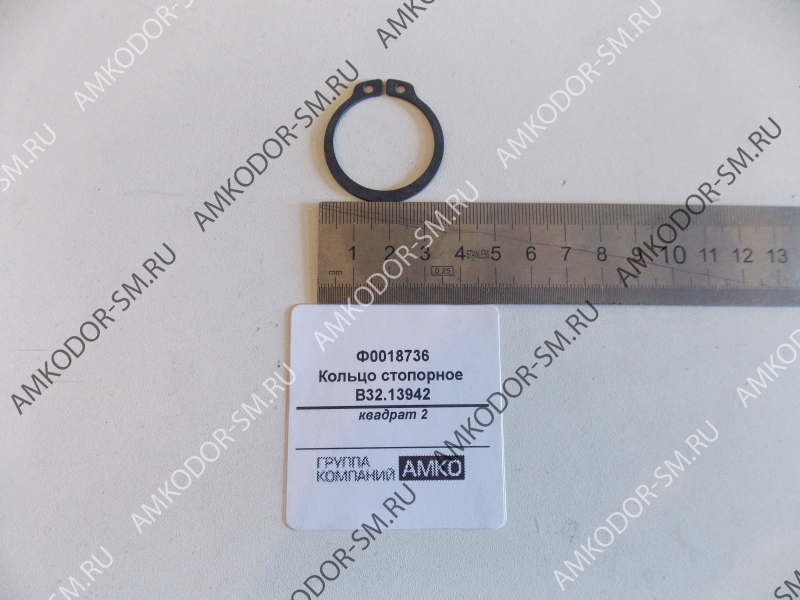 AMKODOR-SM.RU
AMKODOR-SM.RU
AMKODOR-SM.RU
AMKODOR-SM.RU
AMKODOR-SM.RU
AMKODOR-SM.RU
AMKODOR-SM.RU
AMKODOR-SM.RU
AMKODOR-SM.RU
AMKODOR-SM.RU
AMKODOR-SM.RU
AMKODOR-SM.RU
1 2 3 4 STAINLESS 5 6 7 8 9 10 11 12 13
mm 0.25
Ф0018736
Кольцо стопорное
В32.13942
квадрат 2
ГРУППА
КОМПАНИЙ АМКО